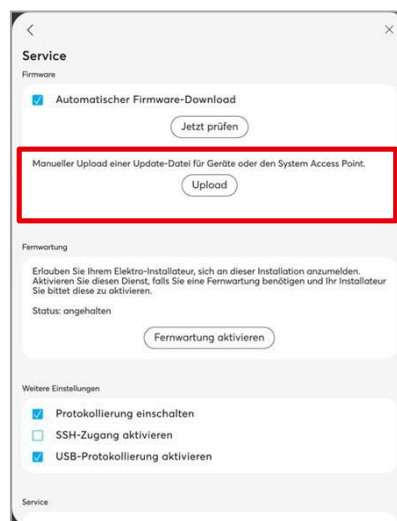 Service
Firmware
Automatischer Firmware-Download
Jetzt prüfen
Manueller Upload einer Update-Datei für Geräte oder den System Access Point.
Upload
Fernwartung
Erlauben Sie Ihrem Elektro-Installateur, sich an dieser Installation anzumelden.
Aktivieren Sie diesen Dienst, falls Sie eine Fernwartung benötigen und Ihr Installateur
Sie bittet diese zu aktivieren.
Status: angehalten
Fernwartung aktivieren
Weitere Einstellungen
Protokollierung einschalten
SSH-Zugang aktivieren
USB-Protokollierung aktivieren
Service